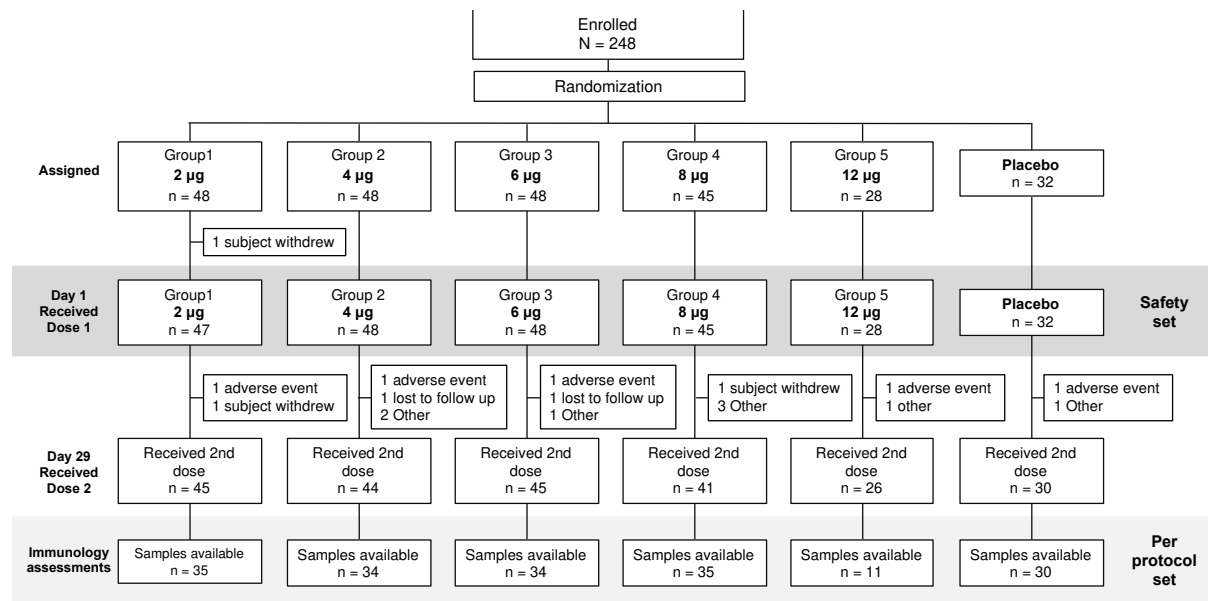 Enrolled
N = 248
Randomization
Assigned
Group1
2 µg
n = 48
Group 2
4 µg
n = 48
Group 3
6 µg
n = 48
Group 4
8 µg
n = 45
Group 5
12 µg
n = 28
Placebo
n = 32
1 subject withdrew
Day 1
Received
Dose 1
Group1
2 µg
n = 47
Group 2
4 µg
n = 48
Group 3
6 µg
n = 48
Group 4
8 µg
n = 45
Group 5
12 µg
n = 28
Placebo
n = 32
Safety
set
1 adverse event
1 subject withdrew
1 adverse event
1 lost to follow up
2 Other
1 adverse event
1 lost to follow up
1 Other
1 subject withdrew
3 Other
1 adverse event
1 other
1 adverse event
1 Other
Day 29
Received
Dose 2
Received 2nd
dose
n = 45
Received 2nd
dose
n = 44
Received 2nd
dose
n = 45
Received 2nd
dose
n = 41
Received 2nd
dose
n = 26
Received 2nd
dose
n = 30
Immunology
assessments
Samples available
n = 35
Samples available
n = 34
Samples available
n = 34
Samples available
n = 35
Samples available
n = 11
Samples available
n = 30
Per
protocol
set